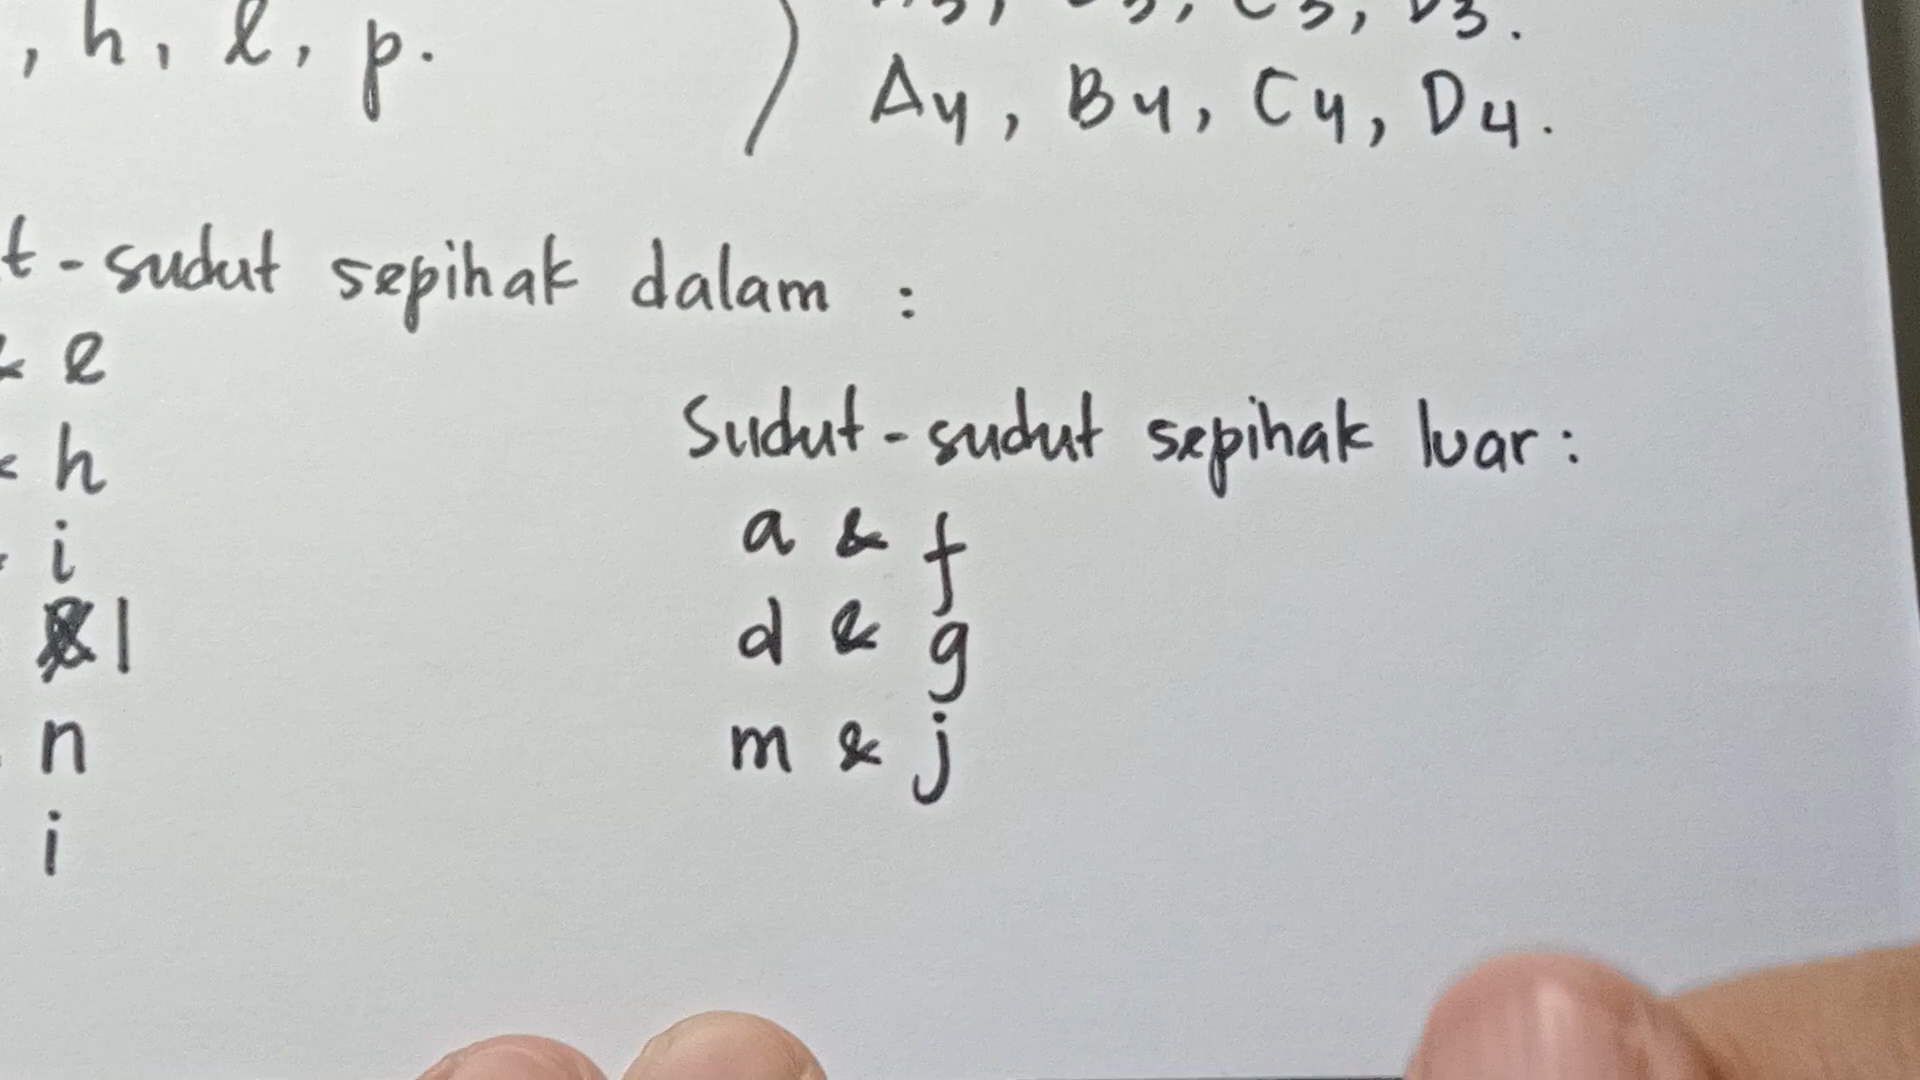 , h, l, p.
A4, B4, C4, D4.
t-sudut sepihak dalam :
& e
& h
i
l
n
i
Sudut-sudut sepihak luar:
a & f
d & g
m & j